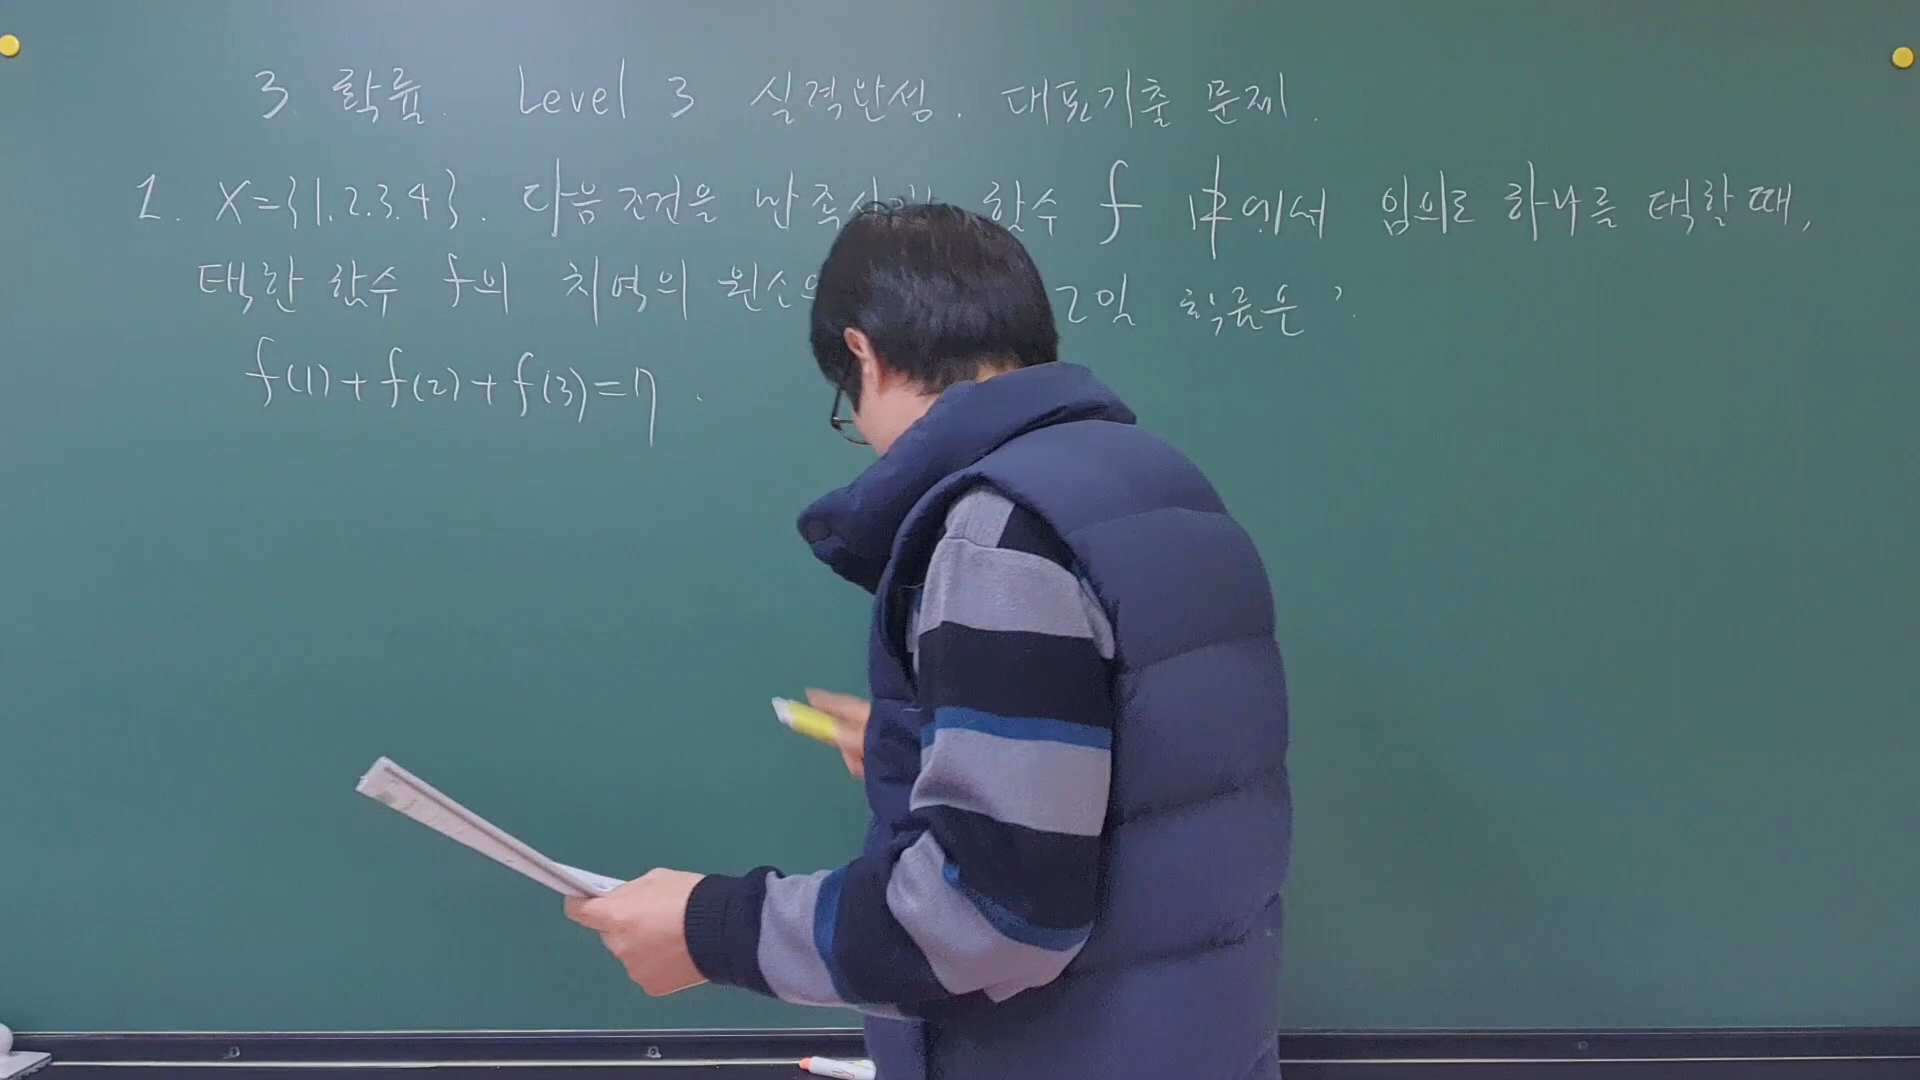 3. 확률. Level 3 실력완성. 대표기출 문제.
1. X={1.2.3.4}. 다음 조건을 만족시키 함수 f 中에서 임의로 하나를 택할 때,
택한 함수 f의 치역의 원소의 2일 확률은?
f(1)+f(2)+f(3)=7.